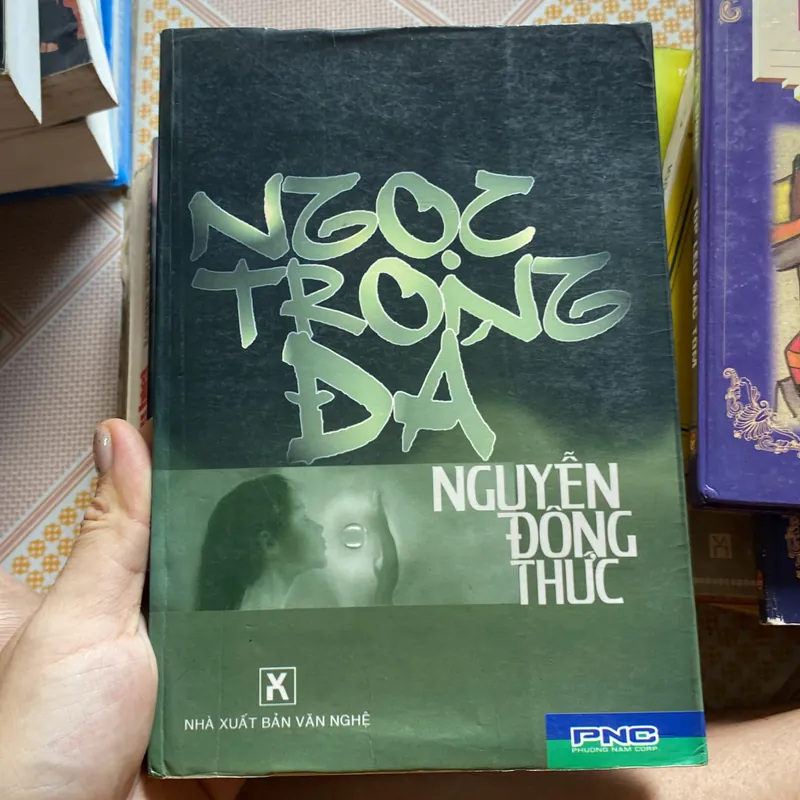 NGỌC
TRONG
ĐÁ
NGUYỄN
ĐÔNG
THỨC
NHÀ XUẤT BẢN VĂN NGHỆ
PNC
PHUONG NAM CORP.